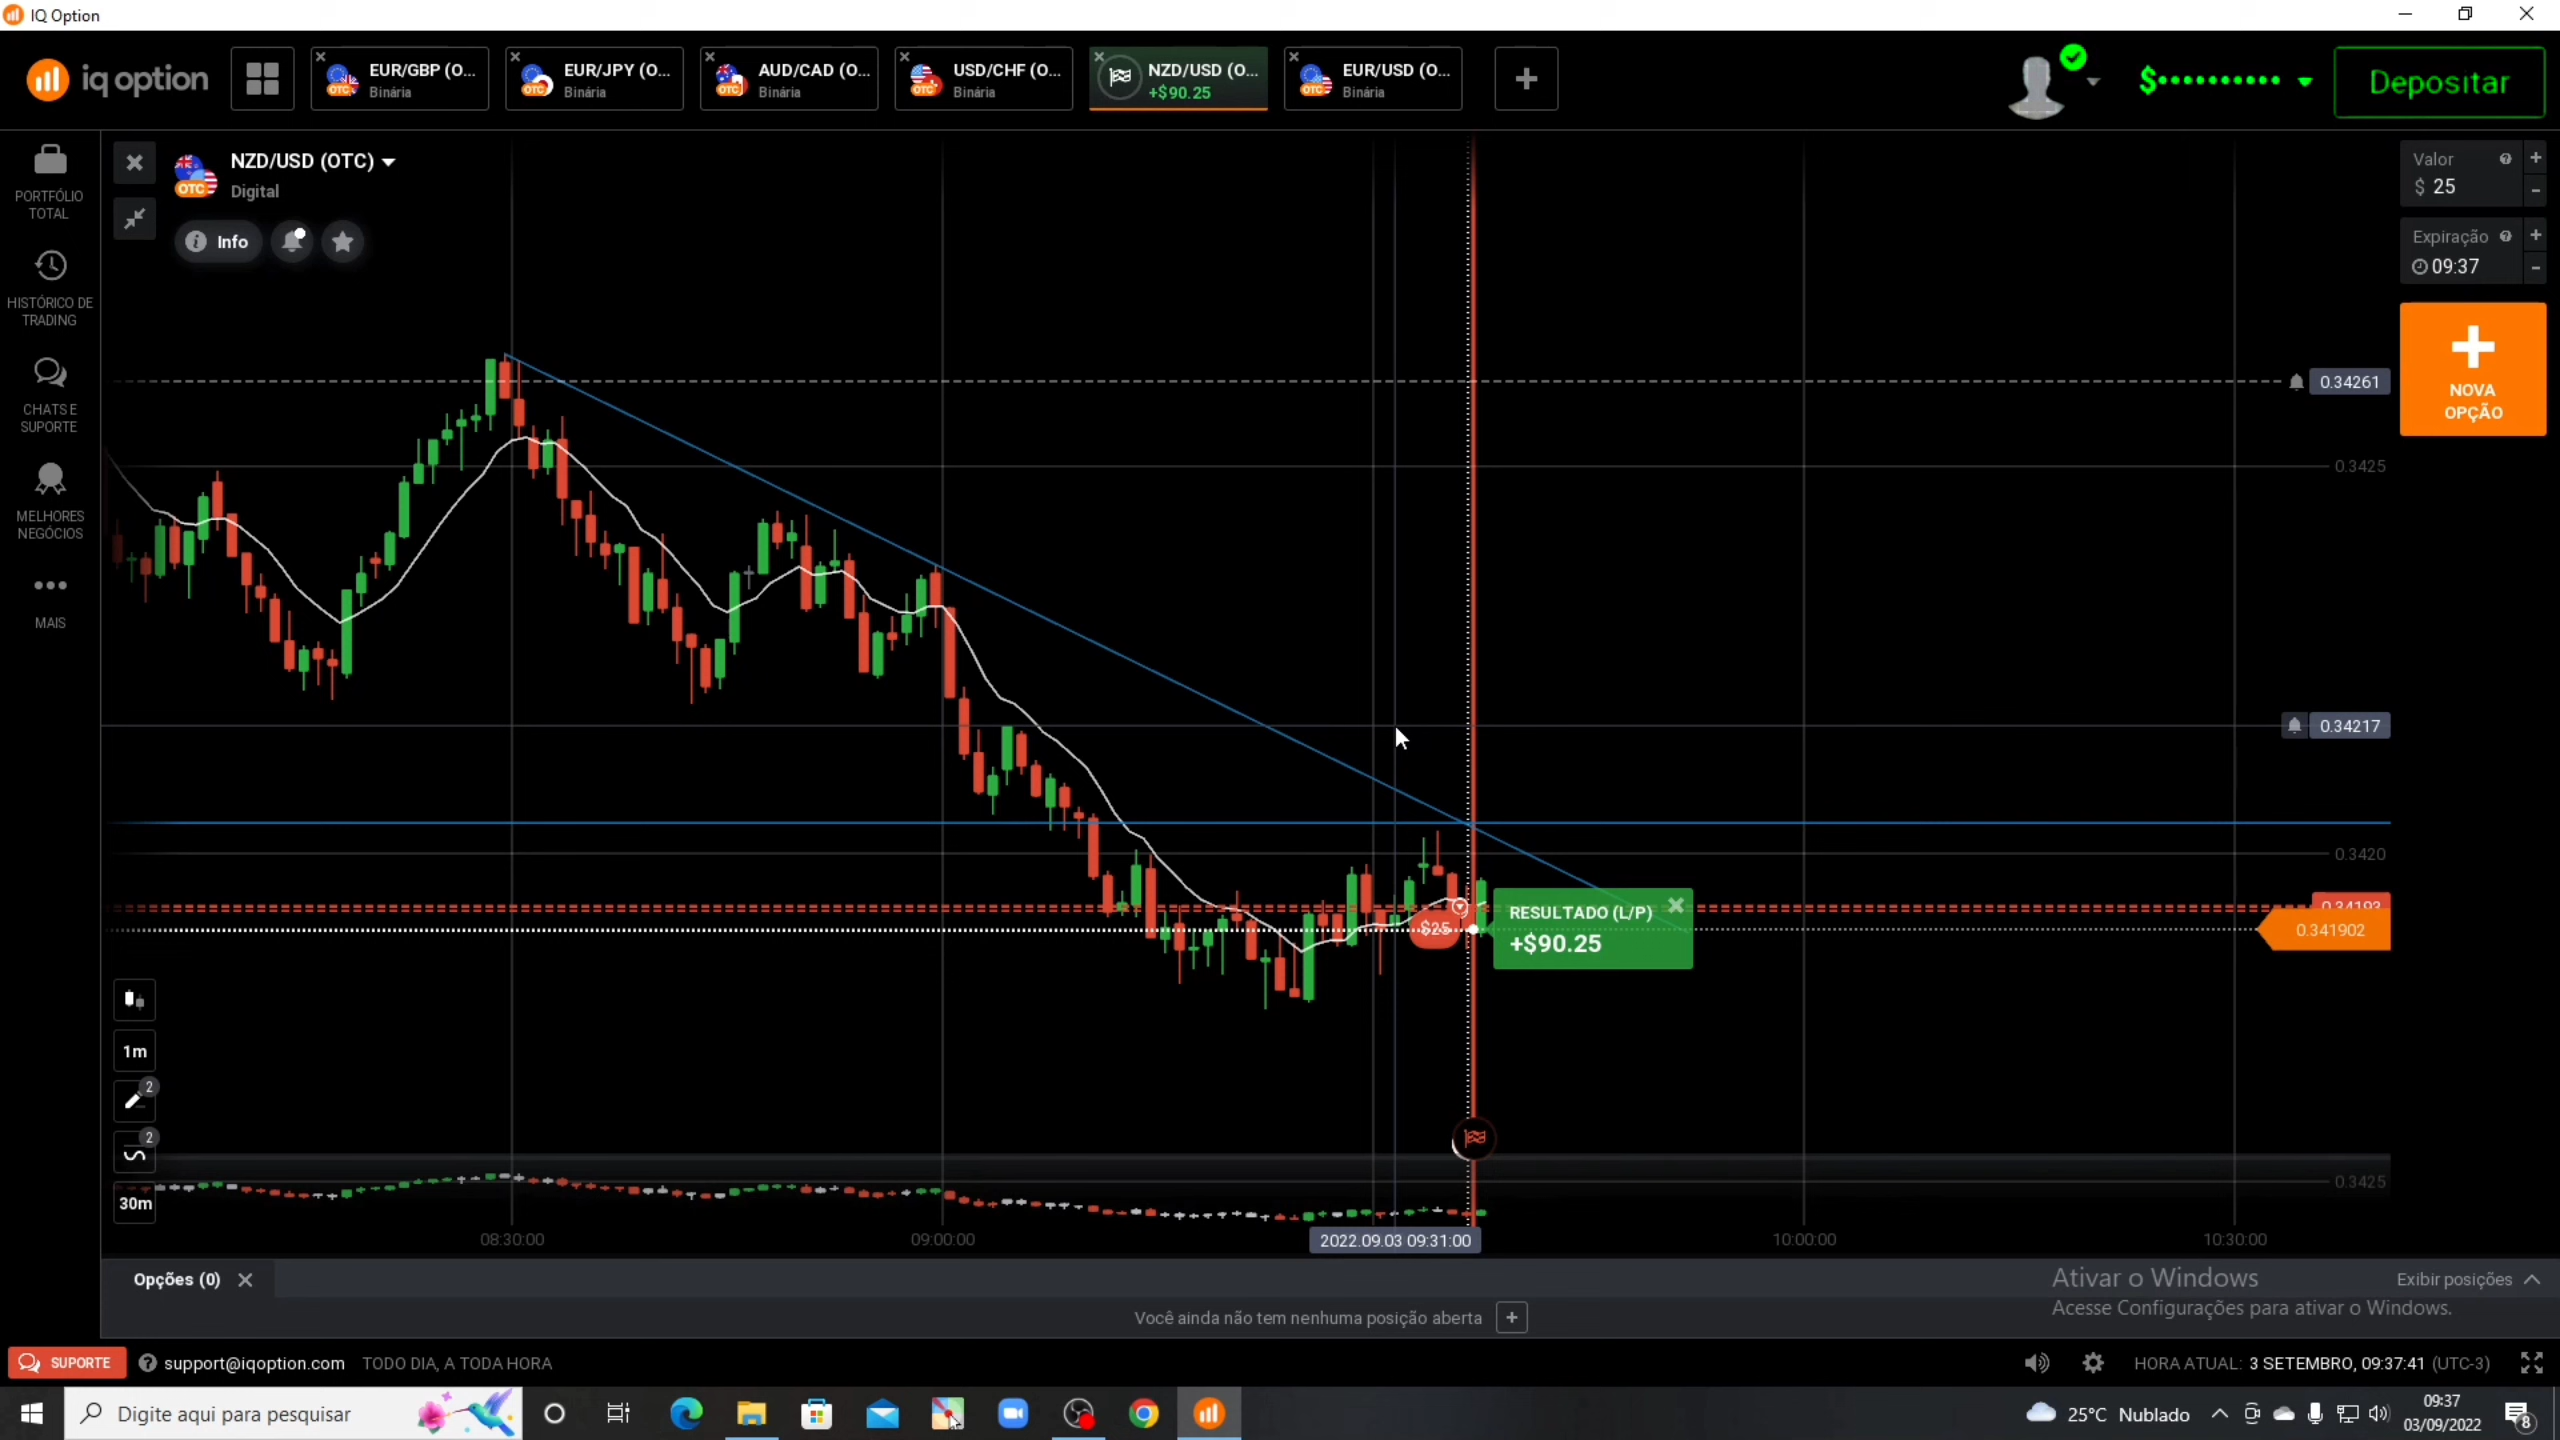 IQ Option
iq option
EUR/GBP (O...
Binária
EUR/JPY (O...
Binária
AUD/CAD (O...
Binária
USD/CHF (O...
Binária
NZD/USD (O...
+$90.25
EUR/USD (O...
Binária
+
$
Depositar
PORTFÓLIO
TOTAL
HISTÓRICO DE
TRADING
CHATS E
SUPORTE
MELHORES
NEGÓCIOS
MAIS
OTC
NZD/USD (OTC)
Digital
Info
Valor
$ 25
Expiração
09:37
NOVA
OPÇÃO
0.34261
0.3425
0.34217
0.3420
0.34193
0.341902
$25
RESULTADO (L/P)
+$90.25
1m
2
2
30m
0.3425
08:30:00
09:00:00
2022.09.03 09:31:00
10:00:00
10:30:00
Opções (0)
Ativar o Windows
Acesse Configurações para ativar o Windows.
Exibir posições
Você ainda não tem nenhuma posição aberta
SUPORTE
support@iqoption.com
TODO DIA, A TODA HORA
HORA ATUAL: 3 SETEMBRO, 09:37:41 (UTC-3)
Digite aqui para pesquisar
25°C Nublado
09:37
03/09/2022
8